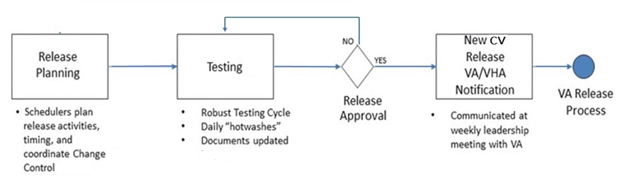 Release
Planning
Testing
NO
YES
Release
Approval
New CV
Release
VA/VHA
Notification
VA Release
Process
• Schedulers plan
release activities,
timing, and
coordinate Change
Control
• Robust Testing Cycle
• Daily “hotwashes”
• Documents updated
• Communicated at
weekly leadership
meeting with VA